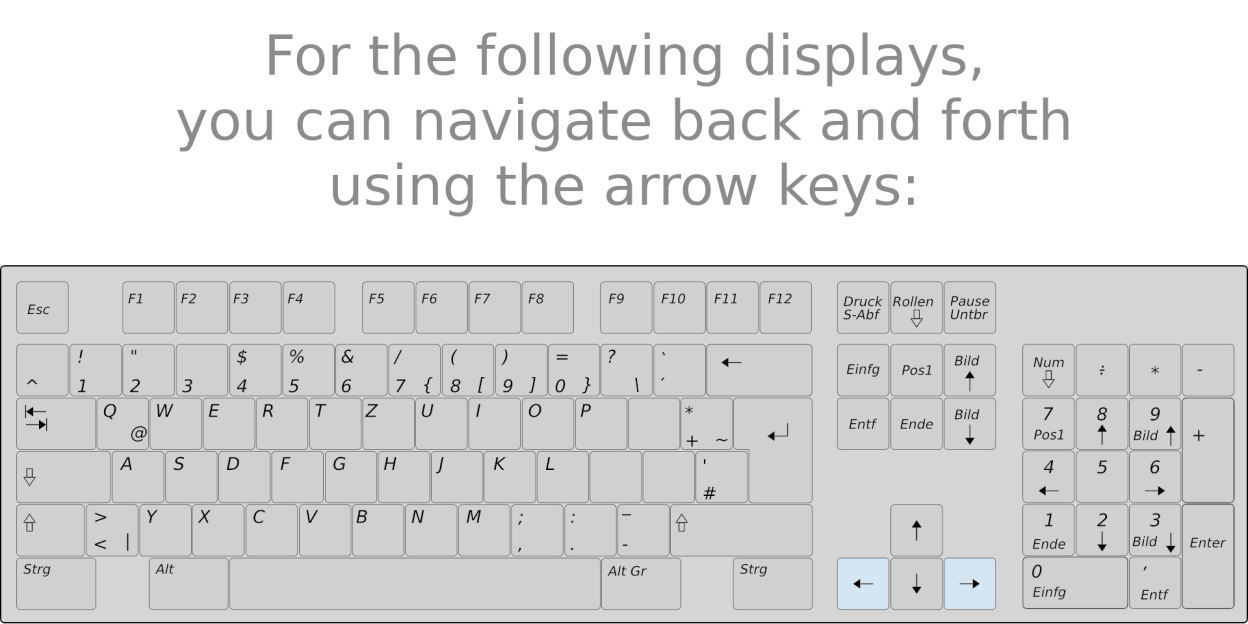 For the following displays,
you can navigate back and forth
using the arrow keys:
Esc F1 F2 F3 F4 F5 F6 F7 F8 F9 F10 F11 F12 Druck Rollen Pause
S-Abf ⇩ Untbr
! " $ % & / ( ) = ? ` ← Einfg Pos1 Bild ↑ Num ⇩ ÷ * -
^ 1 2 3 4 5 6 7 { 8 [ 9 ] 0 } \ ´
Q W E R T Z U I O P * Entf Ende Bild ↓ 7 8 9 +
@ + ~ Pos1 ↑ Bild ↑
A S D F G H J K L ' 4 5 6
# ← →
> Y X C V B N M ; : _ ⇧ ↑ 1 2 3 Enter
< | , . - Ende ↓ Bild ↓
Strg Alt Alt Gr Strg ← ↓ → 0 ,
Einfg Entf